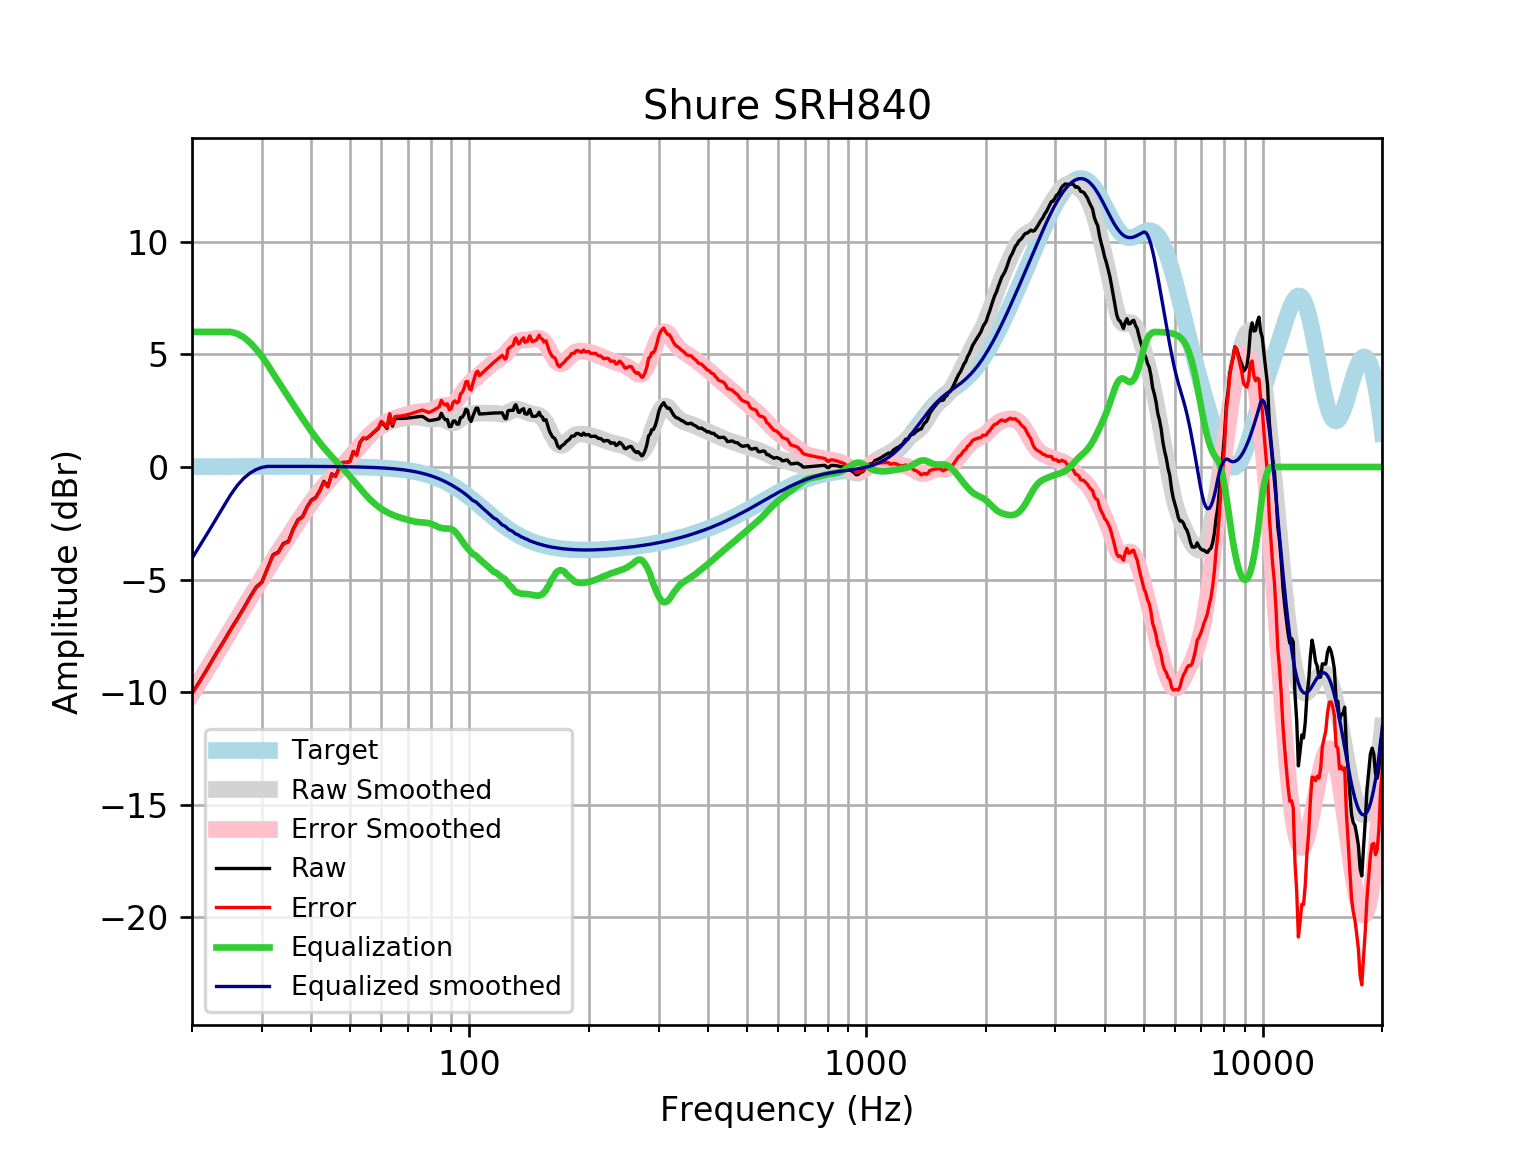 Shure SRH840
Amplitude (dBr)
10
5
0
−5
−10
−15
−20
Target
Raw Smoothed
Error Smoothed
Raw
Error
Equalization
Equalized smoothed
100
1000
10000
Frequency (Hz)